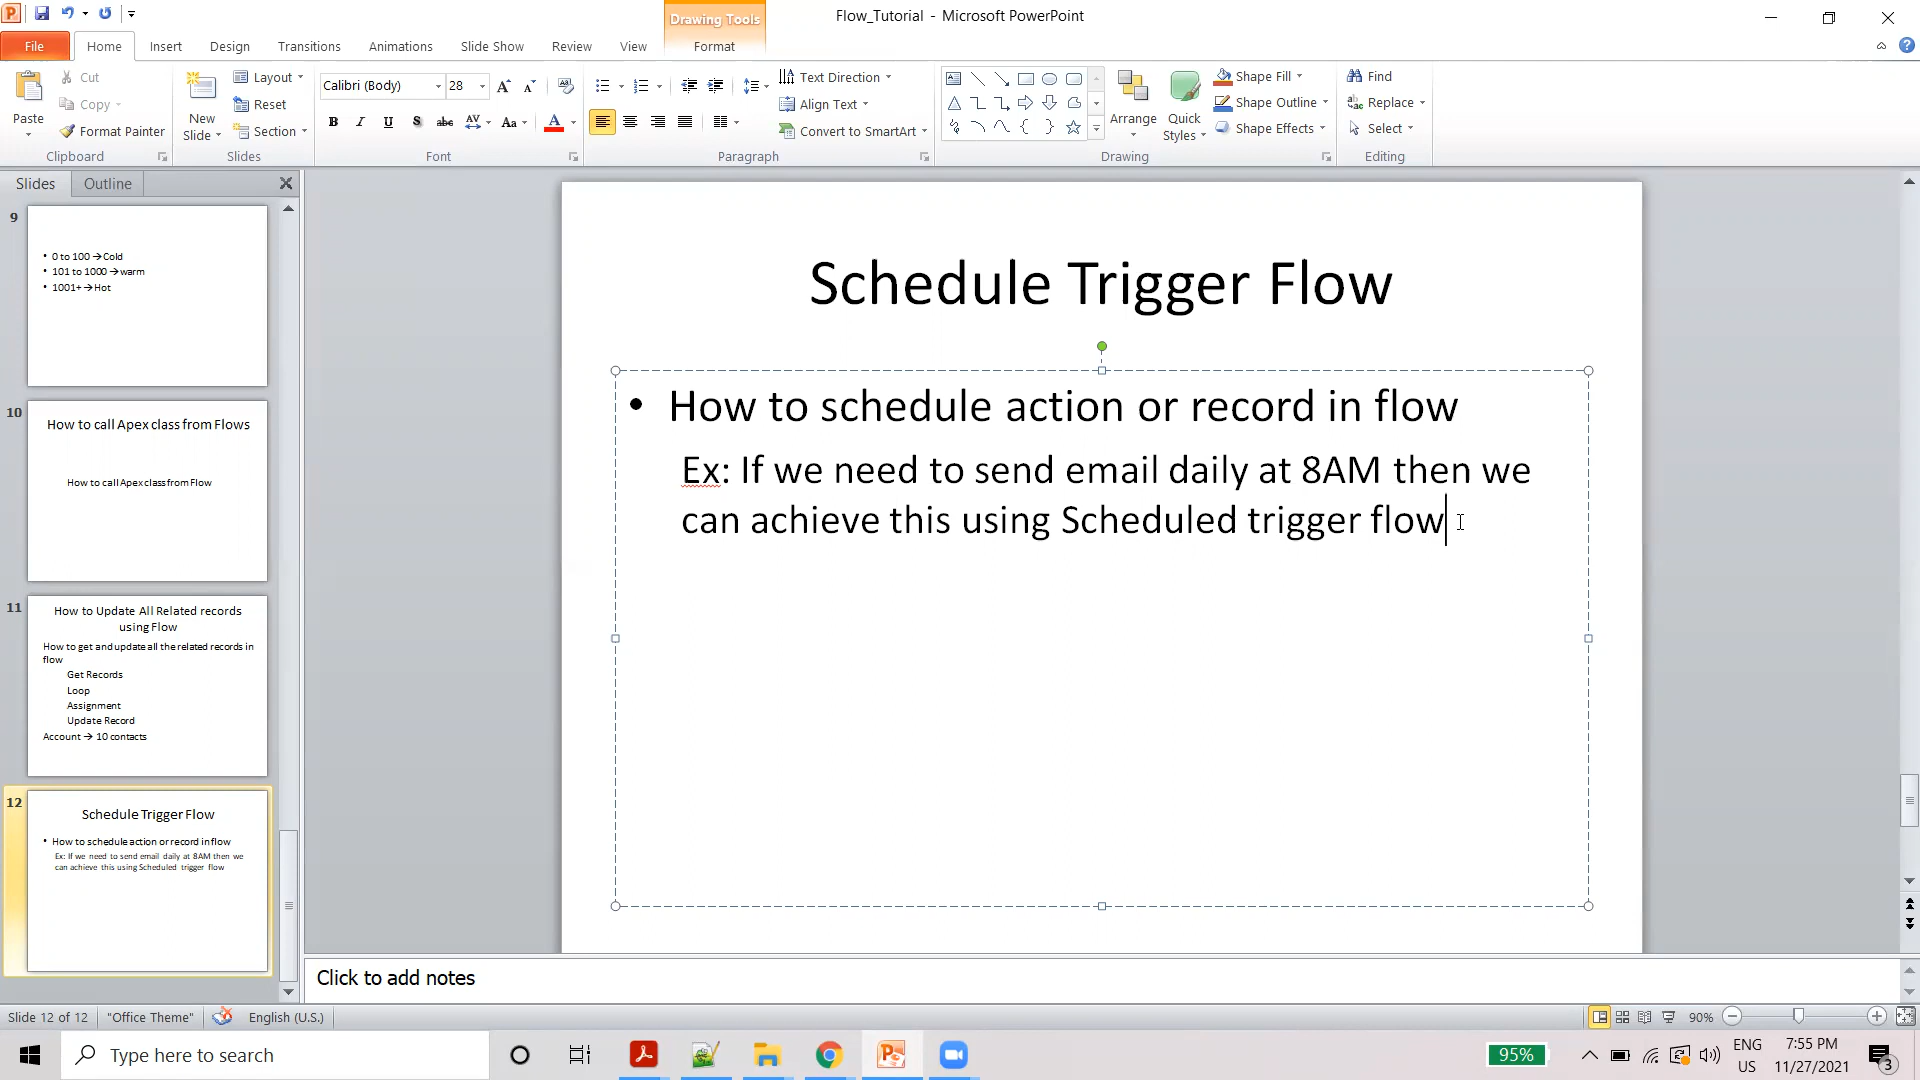 Flow_Tutorial - Microsoft PowerPoint
Drawing Tools
File Home Insert Design Transitions Animations Slide Show Review View Format
Paste
Cut
Copy
Format Painter
Clipboard
New Slide
Layout
Reset
Section
Slides
Calibri (Body) 28
B I U S abc AV Aa A
Font
Text Direction
Align Text
Convert to SmartArt
Paragraph
Arrange
Quick Styles
Shape Fill
Shape Outline
Shape Effects
Drawing
Find
Replace
Select
Editing
Slides Outline
9
• 0 to 100 →Cold
• 101 to 1000 →warm
• 1001+ →Hot
10
How to call Apex class from Flows
How to call Apex class from Flow
11
How to Update All Related records
using Flow
How to get and update all the related records in
flow
Get Records
Loop
Assignment
Update Record
Account → 10 contacts
12
Schedule Trigger Flow
• How to schedule action or record in flow
Ex: If we need to send email daily at 8AM then we
can achieve this using Scheduled trigger flow
Schedule Trigger Flow
• How to schedule action or record in flow
Ex: If we need to send email daily at 8AM then we
can achieve this using Scheduled trigger flow
Click to add notes
Slide 12 of 12 "Office Theme" English (U.S.) 90%
Type here to search
95%
ENG
US
7:55 PM
11/27/2021
3